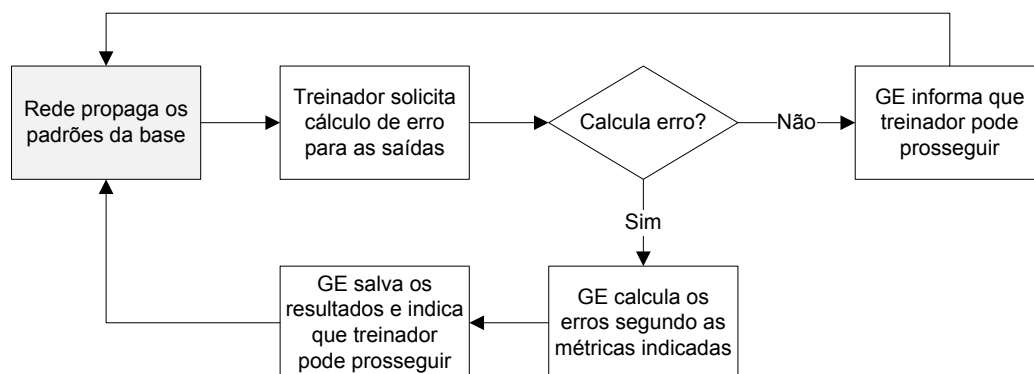 Rede propaga os
padrões da base
Treinador solicita
cálculo de erro
para as saídas
Calcula erro?
Não
GE informa que
treinador pode
prosseguir
Sim
GE salva os
resultados e indica
que treinador
pode prosseguir
GE calcula os
erros segundo as
métricas indicadas